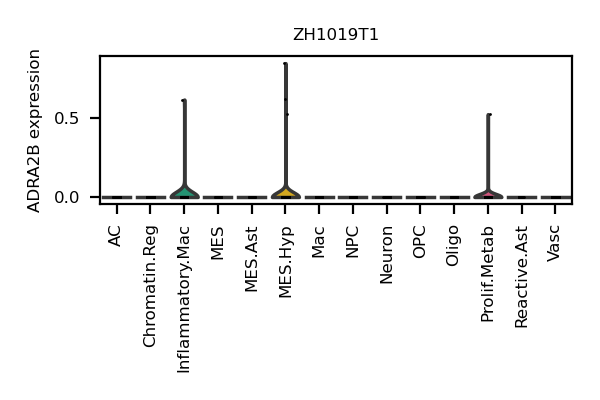 ZH1019T1
ADRA2B expression
0.5
0.0
AC
Chromatin.Reg
Inflammatory.Mac
MES
MES.Ast
MES.Hyp
Mac
NPC
Neuron
OPC
Oligo
Prolif.Metab
Reactive.Ast
Vasc